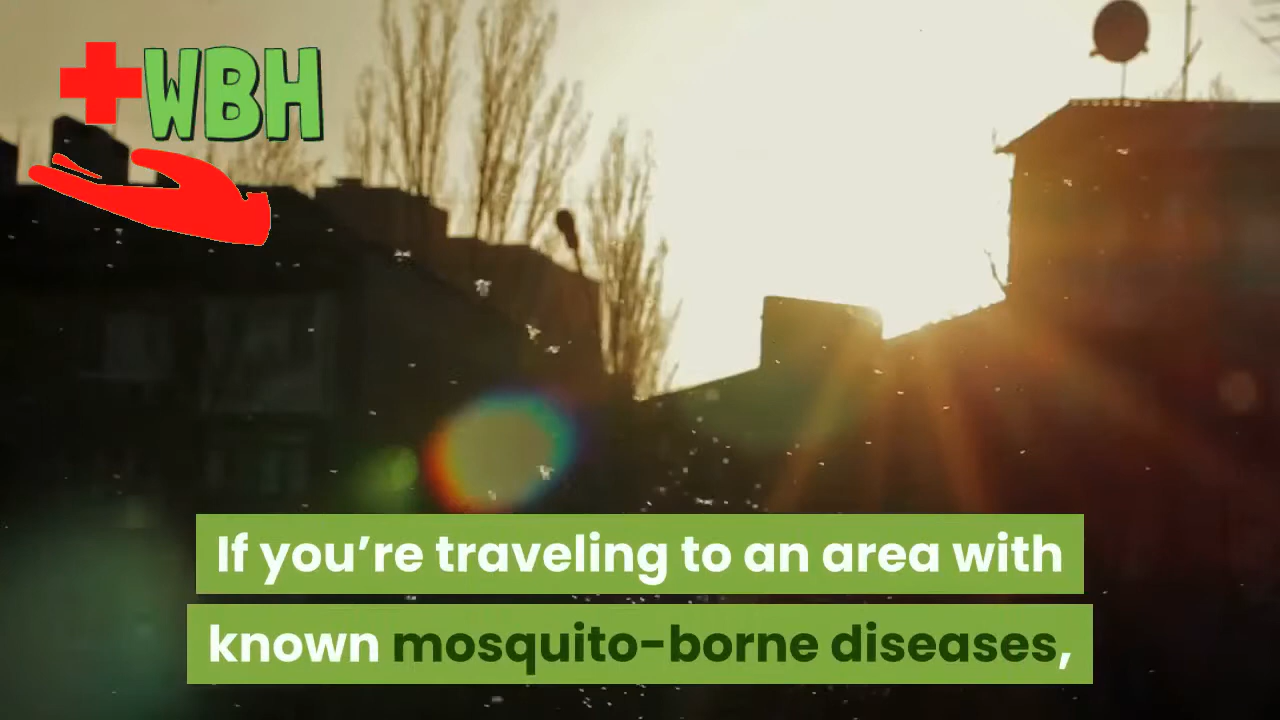 WBH
If you’re traveling to an area with
known mosquito-borne diseases,